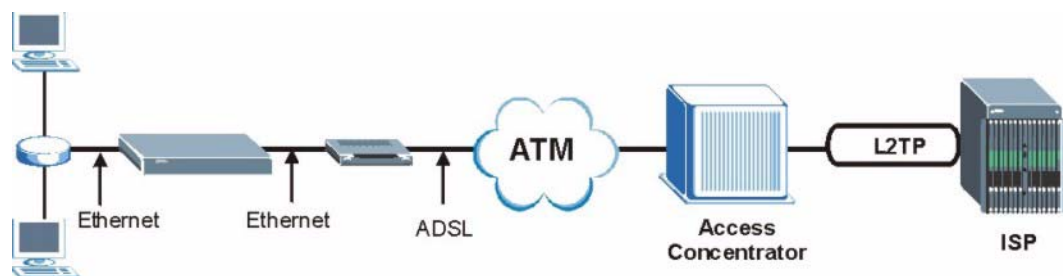 Ethernet
Ethernet
ADSL
ATM
Access
Concentrator
L2TP
ISP